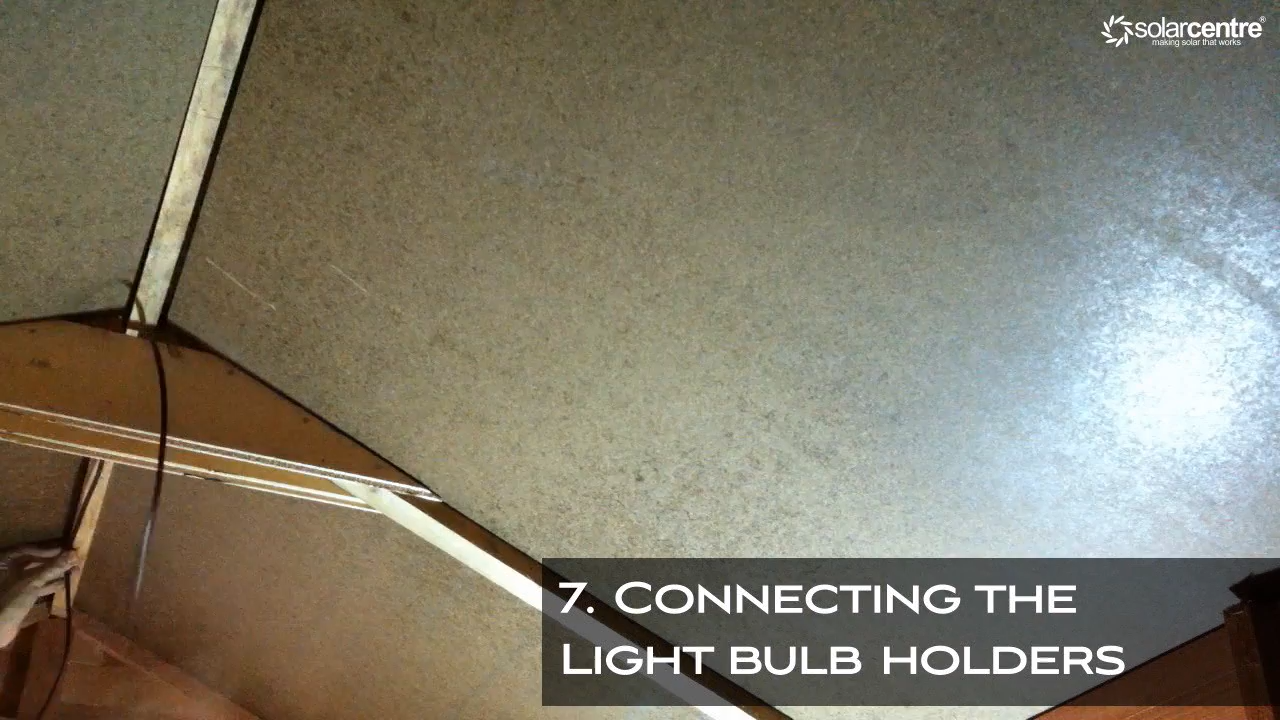 solarcentre®
making solar that works
7. Connecting the
Light bulb holders